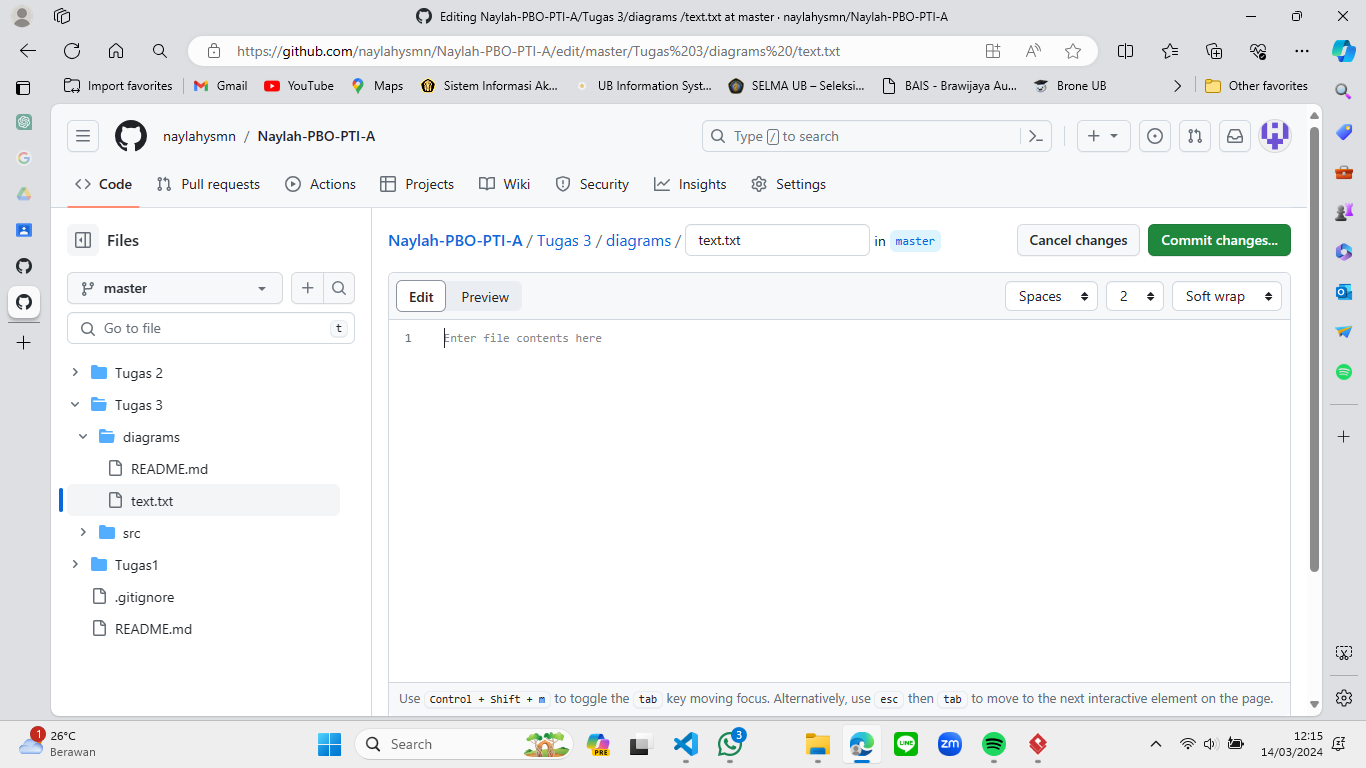 Editing Naylah-PBO-PTI-A/Tugas 3/diagrams /text.txt at master · naylahysmn/Naylah-PBO-PTI-A
https://github.com/naylahysmn/Naylah-PBO-PTI-A/edit/master/Tugas%203/diagrams%20/text.txt
Import favorites Gmail YouTube Maps Sistem Informasi Ak... UB Information Syst... SELMA UB – Seleksi... BAIS - Brawijaya Au... Brone UB Other favorites
naylahysmn / Naylah-PBO-PTI-A Type / to search
Code Pull requests Actions Projects Wiki Security Insights Settings
Files
Naylah-PBO-PTI-A / Tugas 3 / diagrams / text.txt in master Cancel changes Commit changes...
master
Edit Preview Spaces 2 Soft wrap
Go to file t
1 Enter file contents here
Tugas 2
Tugas 3
diagrams
README.md
text.txt
src
Tugas1
.gitignore
README.md
Use Control + Shift + m to toggle the tab key moving focus. Alternatively, use esc then tab to move to the next interactive element on the page.
1 26°C
Berawan
Search
PRE
3
LINE
zm
12:15
14/03/2024